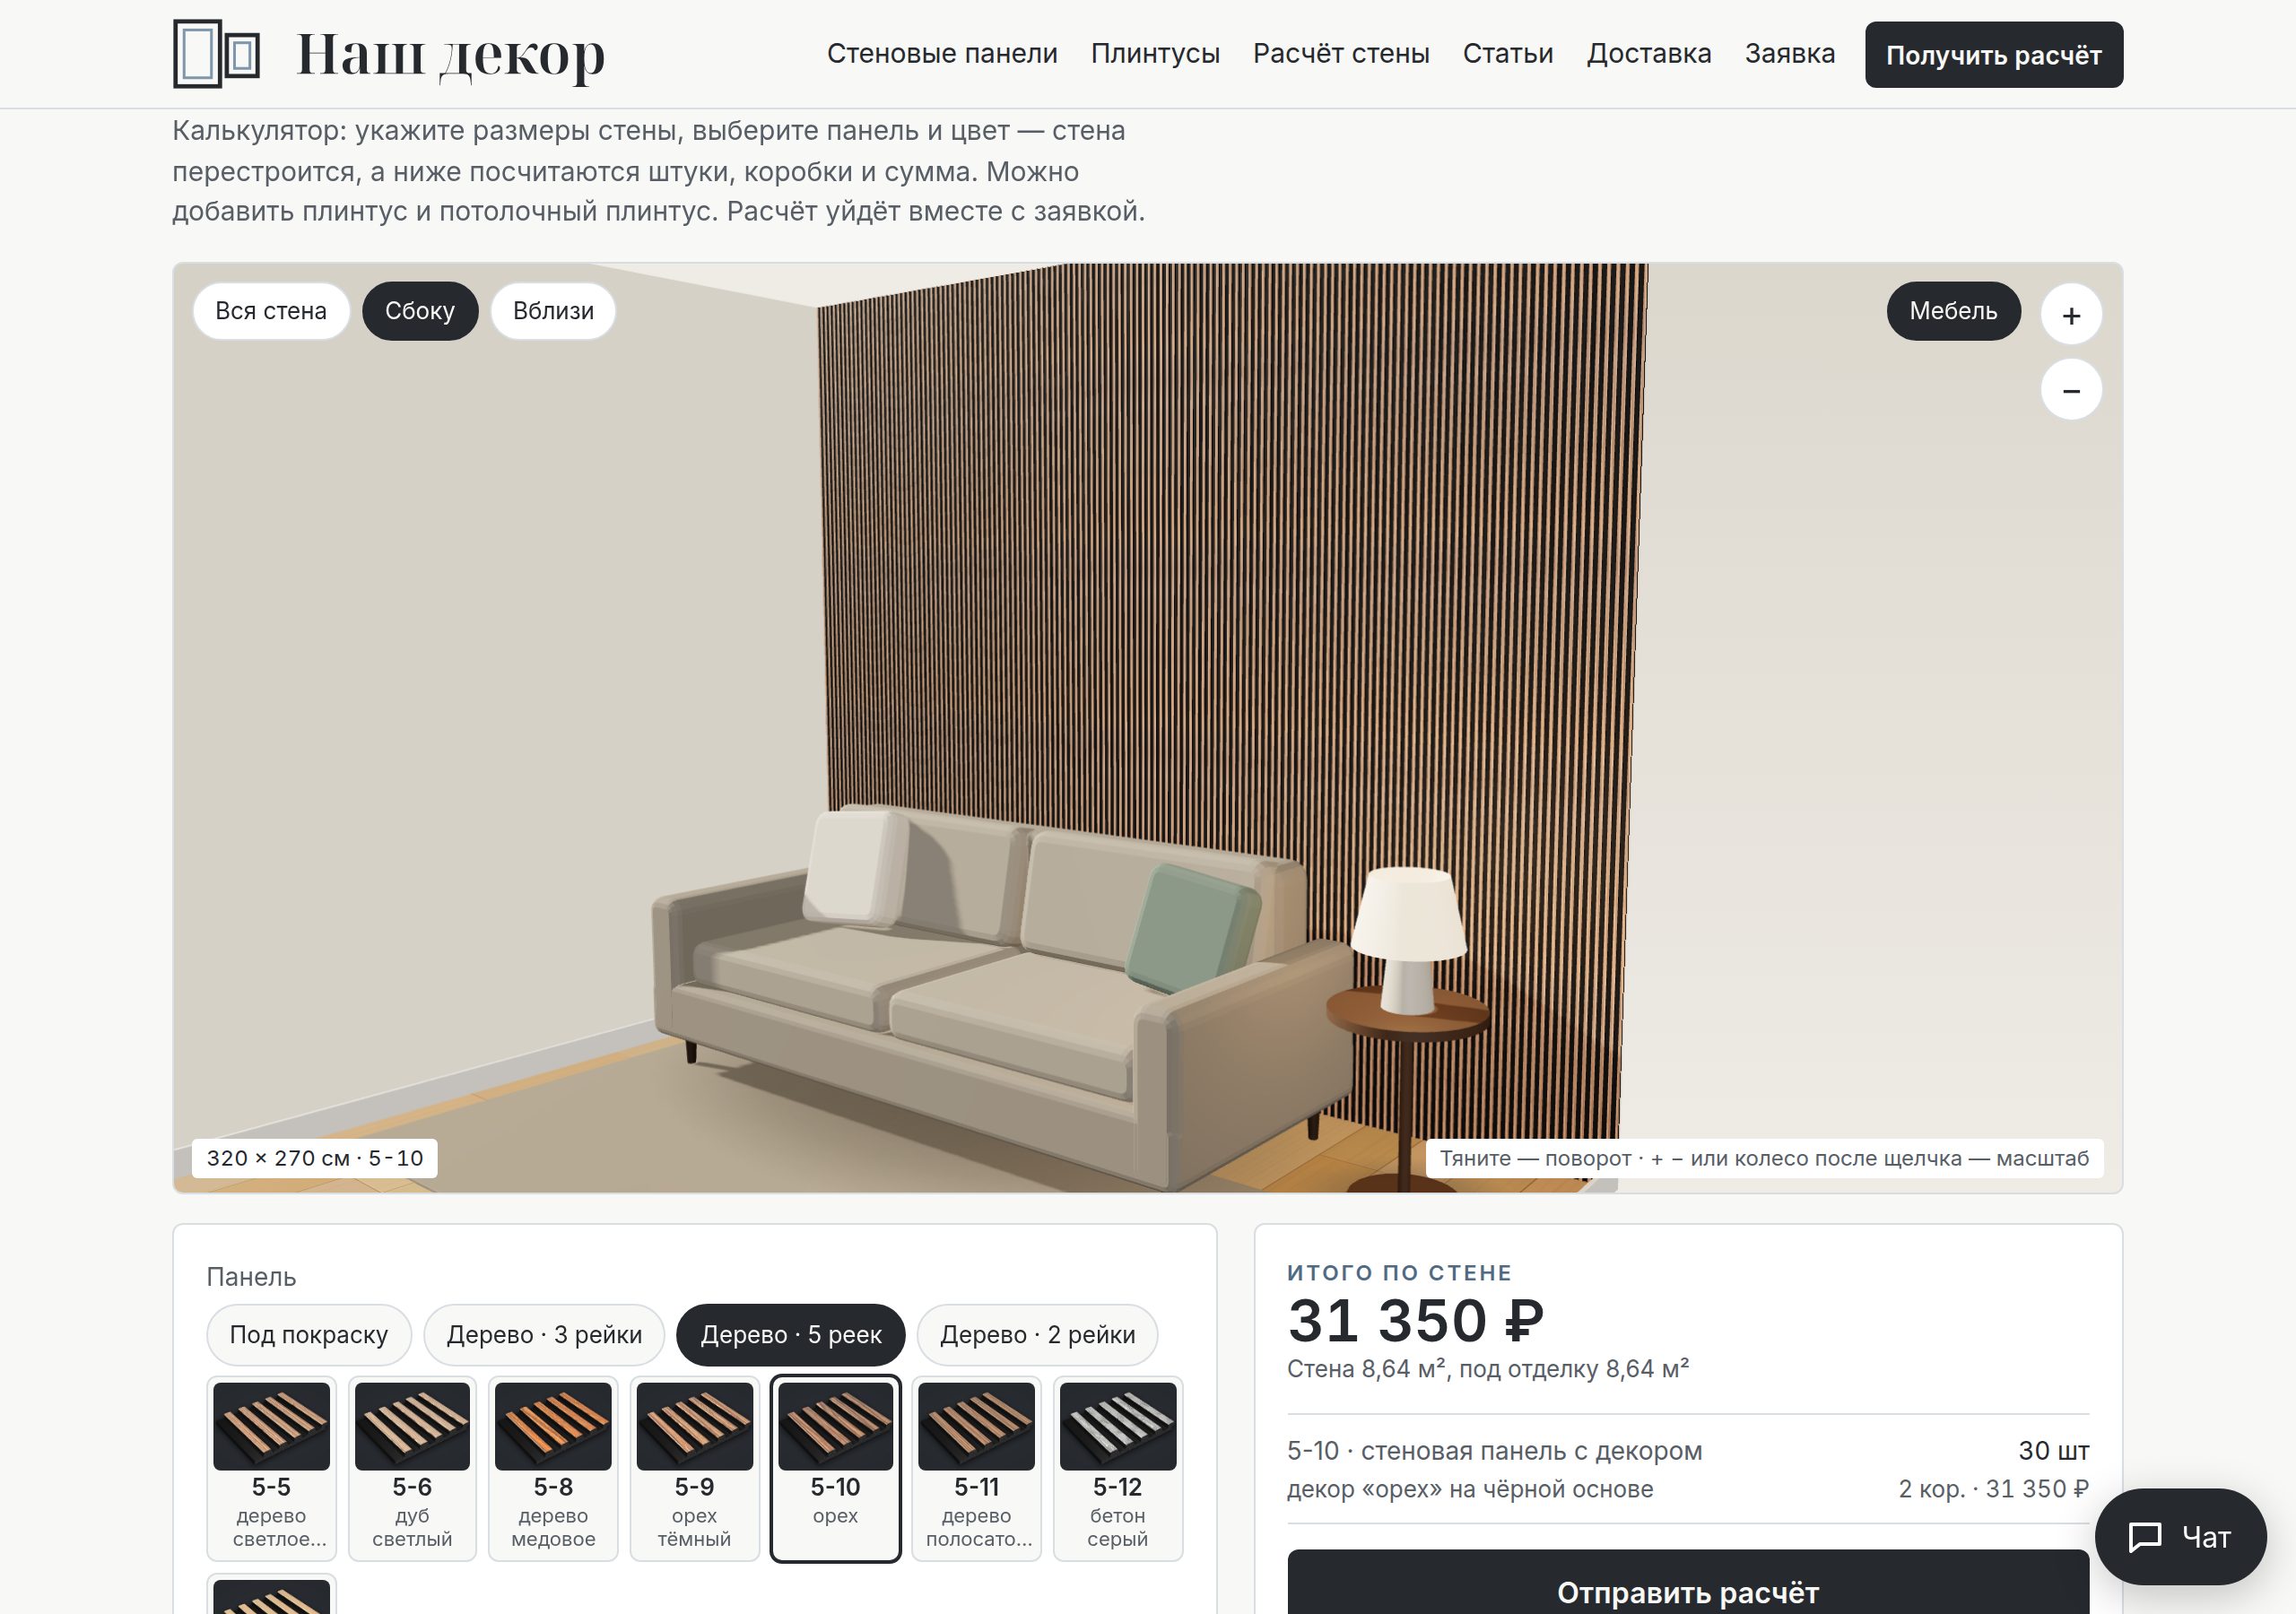 Наш декор
Стеновые панели Плинтусы Расчёт стены Статьи Доставка Заявка Получить расчёт
Калькулятор: укажите размеры стены, выберите панель и цвет — стена
перестроится, а ниже посчитаются штуки, коробки и сумма. Можно
добавить плинтус и потолочный плинтус. Расчёт уйдёт вместе с заявкой.
Вся стена Сбоку Вблизи Мебель +
−
320 × 270 см · 5-10
Тяните — поворот · + − или колесо после щелчка — масштаб
Панель
Под покраску Дерево · 3 рейки Дерево · 5 реек Дерево · 2 рейки
5-5 5-6 5-8 5-9 5-10 5-11 5-12
дерево дуб дерево орех орех дерево бетон
светлое... светлый медовое тёмный полосато... серый
ИТОГО ПО СТЕНЕ
31 350 ₽
Стена 8,64 м², под отделку 8,64 м²
5-10 · стеновая панель с декором 30 шт
декор «орех» на чёрной основе 2 кор. · 31 350 ₽
Отправить расчёт
Чат